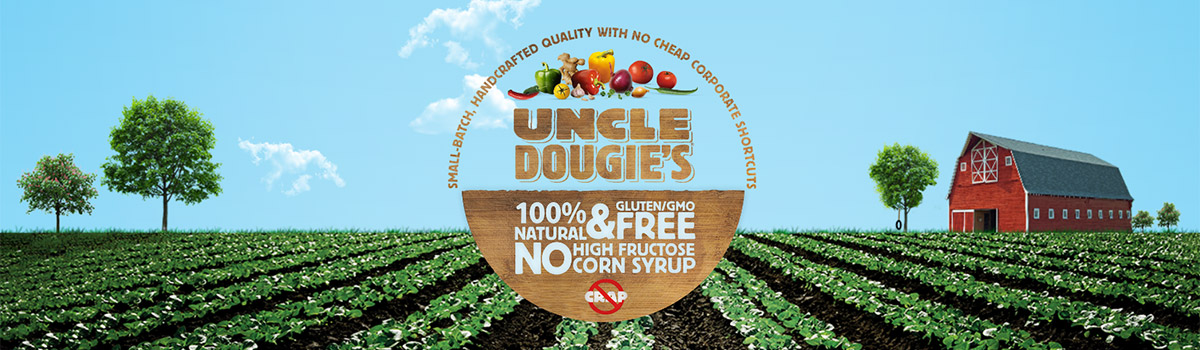 SMALL-BATCH, HANDCRAFTED QUALITY WITH NO CHEAP CORPORATE SHORTCUTS
UNCLE
DOUGIE'S
100% NATURAL & GLUTEN/GMO FREE
NO HIGH FRUCTOSE CORN SYRUP
CRAP